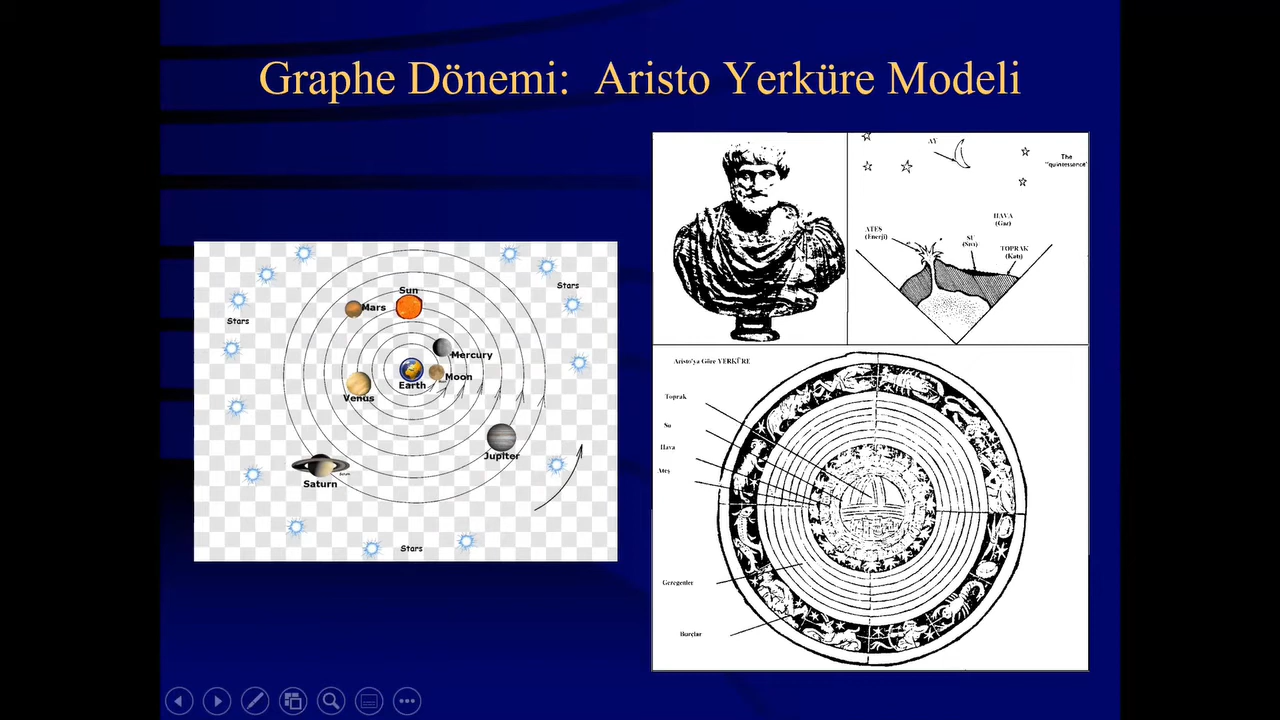 Graphe Dönemi: Aristo Yerküre Modeli
Stars
Stars
Sun
Mars
Mercury
Earth
Moon
Venus
Jupiter
Saturn
Stars
AY
The
"quintessence"
HAVA
(Gaz)
ATEŞ
(Enerji)
SU
(Sıvı)
TOPRAK
(Katı)
Aristo'ya Göre YERKÜRE
Toprak
Su
Hava
Ateş
Gezegenler
Burçlar